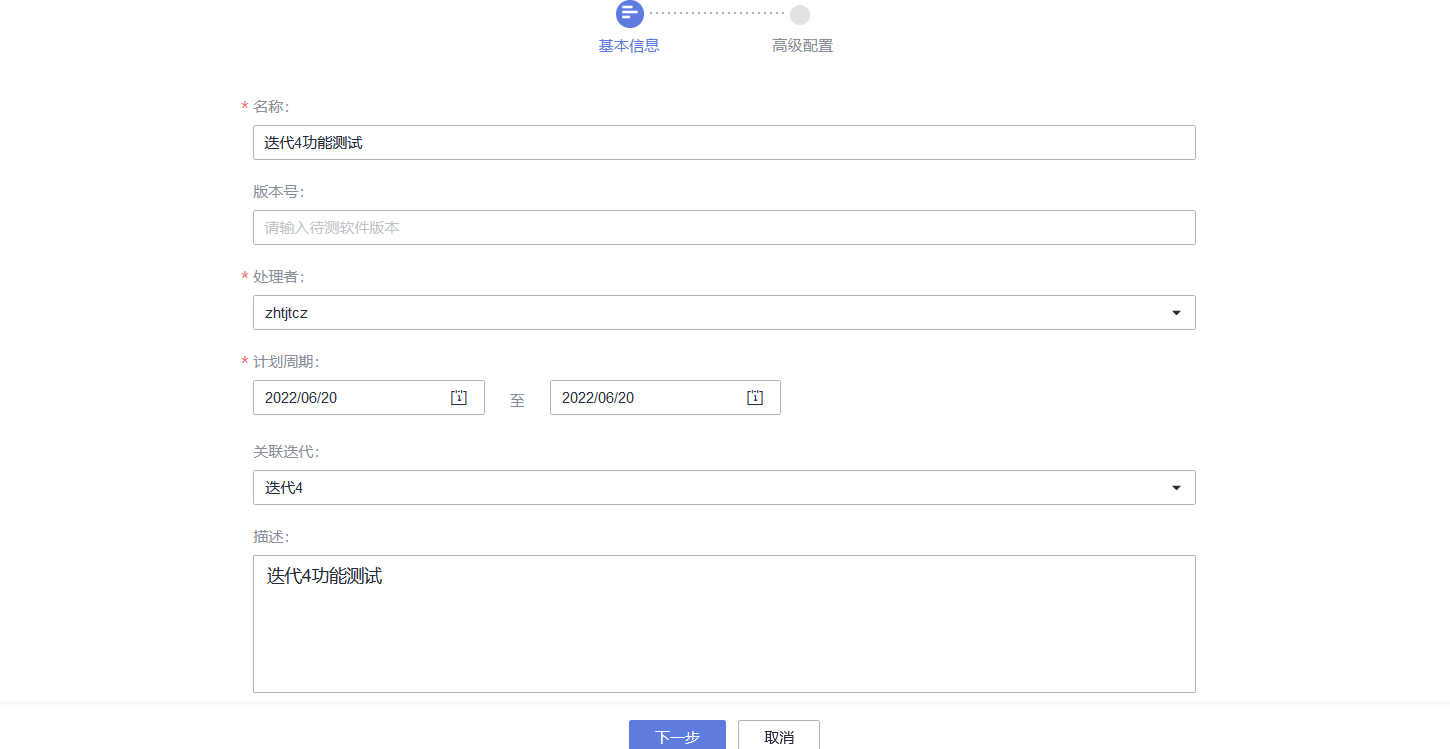 基本信息
高级配置
* 名称:
迭代4功能测试
版本号:
请输入待测软件版本
* 处理者:
zhtjtcz
* 计划周期:
2022/06/20 至 2022/06/20
关联迭代:
迭代4
描述:
迭代4功能测试
下一步
取消